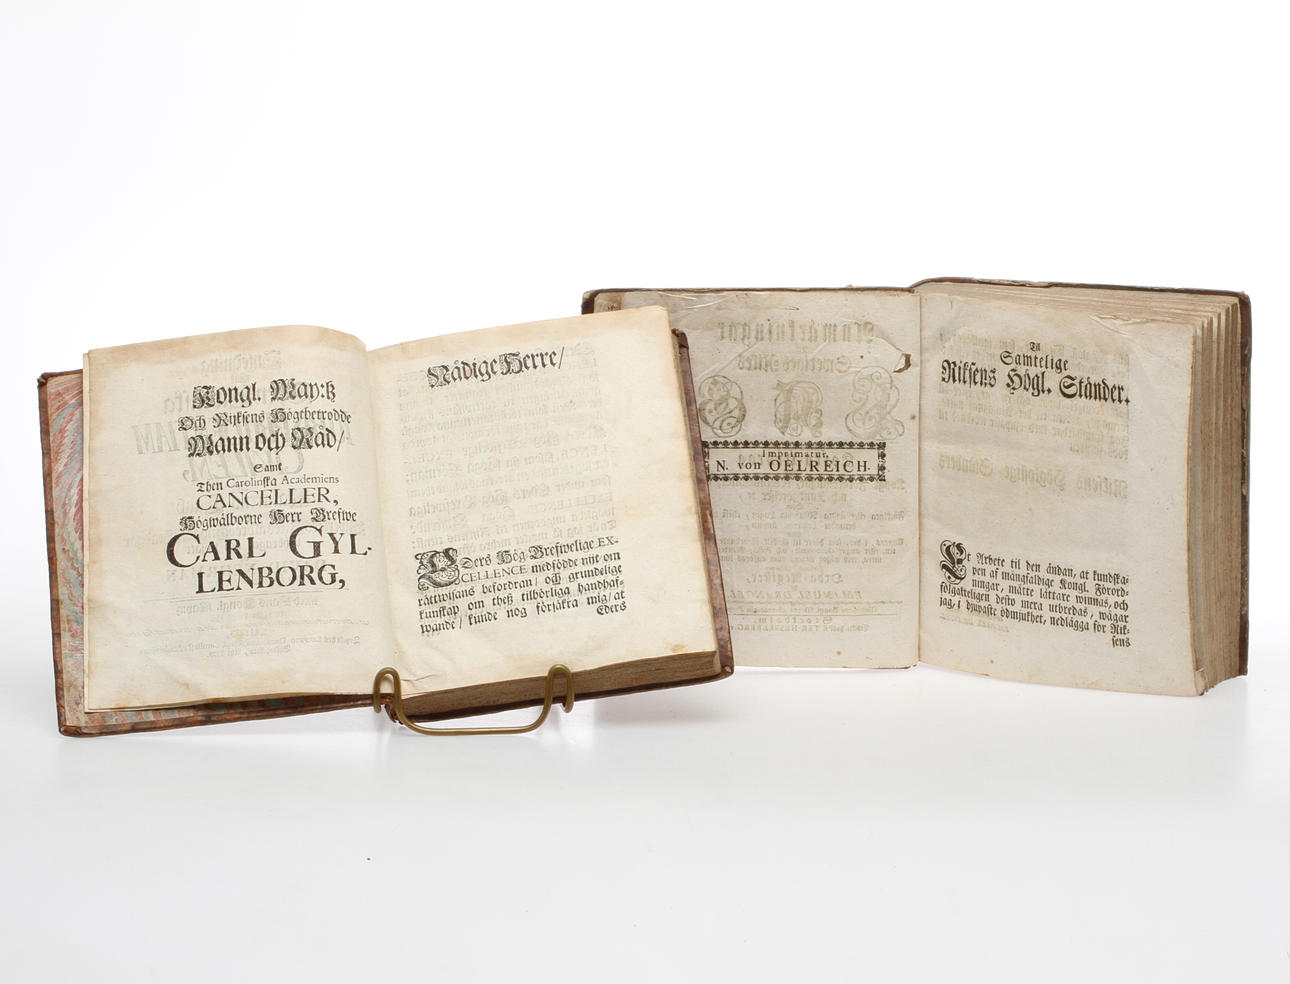 Kongl. May:tz
Och Rijksens Högtbetrodde
Mann och Råd/
Samt
Then Carolinska Academiens
CANCELLER,
Högwälborne Herr Grefwe
CARL GYL-
LENBORG,
Nådige Herre/
EDers Hög-Grefwelige EX-
CELLENCE medfödde nijt om
rättwisans befordran/ och grundelige
kunskap om theß tilbörliga handhaf-
wande/ kunde nog försäkra mig/ at
Eders
Imprimatur,
N. von OELREICH.
Til
Samtelige
Riksens Högl. Ständer.
Et Arbete til den ändan, at kundska-
pen af mångfaldige Kongl. Förord-
ningar, måtte lättare winnas, och
fölgakteligen desto mera utbredas, wågar
jag, i djupaste ödmjukhet, nedlägga för Rik-
sens